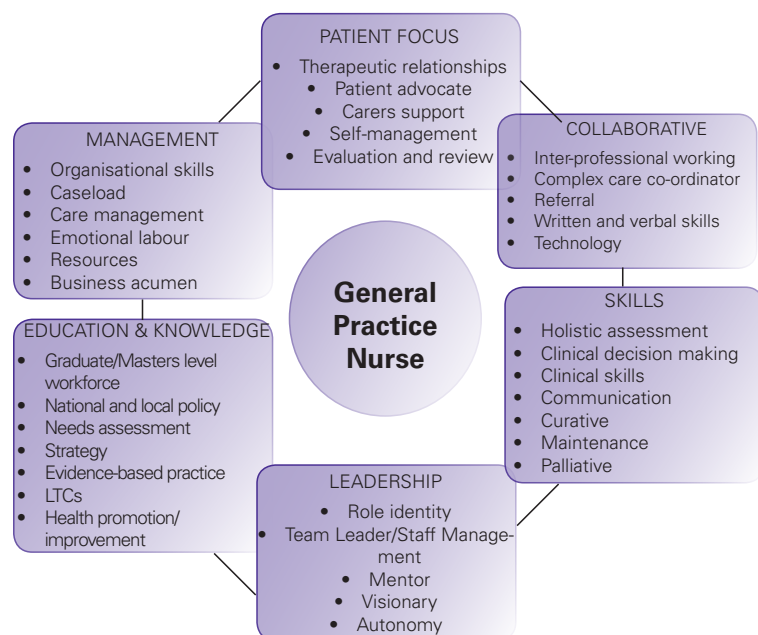 PATIENT FOCUS
• Therapeutic relationships
• Patient advocate
• Carers support
• Self-management
• Evaluation and review
COLLABORATIVE
• Inter-professional working
• Complex care co-ordinator
• Referral
• Written and verbal skills
• Technology
SKILLS
• Holistic assessment
• Clinical decision making
• Clinical skills
• Communication
• Curative
• Maintenance
• Palliative
LEADERSHIP
• Role identity
• Team Leader/Staff Manage-
ment
• Mentor
• Visionary
• Autonomy
EDUCATION & KNOWLEDGE
• Graduate/Masters level
workforce
• National and local policy
• Needs assessment
• Strategy
• Evidence-based practice
• LTCs
• Health promotion/
improvement
MANAGEMENT
• Organisational skills
• Caseload
• Care management
• Emotional labour
• Resources
• Business acumen
General
Practice
Nurse